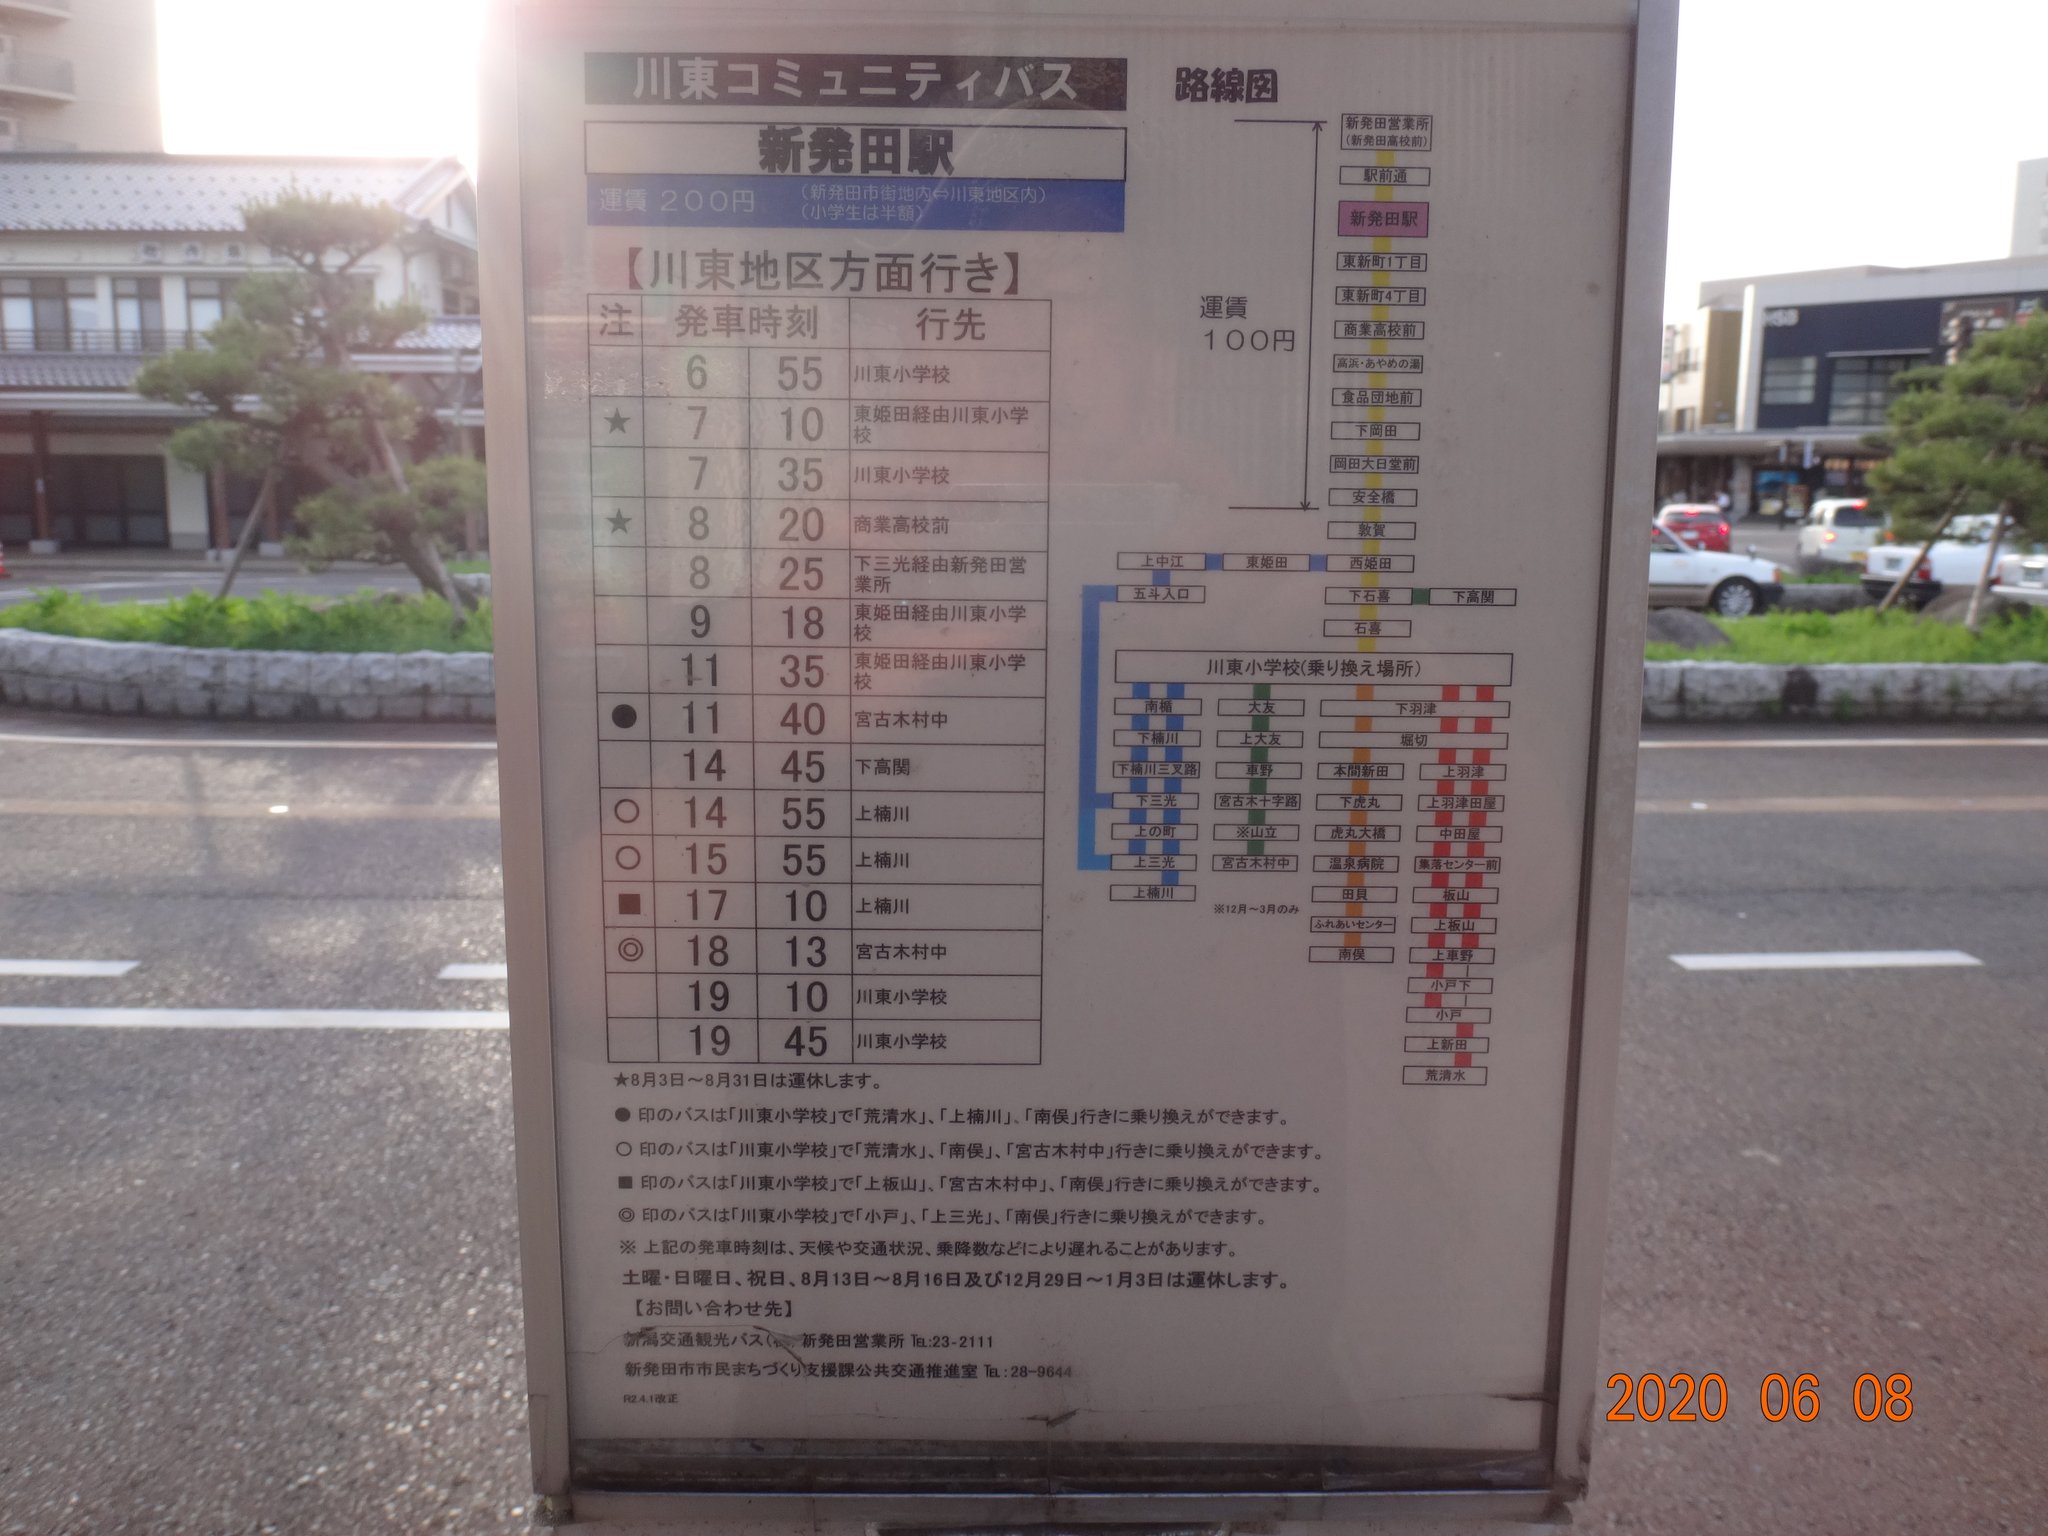 川東コミュニティバス
新発田駅
運賃 200円
(新発田市街地内⇔川東地区内)
(小学生は半額)
【川東地区方面行き】
注 発車時刻 行先
6 55 川東小学校
★ 7 10 東姫田経由川東小学校
7 35 川東小学校
★ 8 20 商業高校前
8 25 下三光経由新発田営業所
9 18 東姫田経由川東小学校
11 35 東姫田経由川東小学校
● 11 40 宮古木村中
14 45 下高関
○ 14 55 上楠川
○ 15 55 上楠川
■ 17 10 上楠川
◎ 18 13 宮古木村中
19 10 川東小学校
19 45 川東小学校
★8月3日～8月31日は運休します。
● 印のバスは「川東小学校」で「荒清水」、「上楠川」、「南俣」行きに乗り換えができます。
○ 印のバスは「川東小学校」で「荒清水」、「南俣」、「宮古木村中」行きに乗り換えができます。
■ 印のバスは「川東小学校」で「上板山」、「宮古木村中」、「南俣」行きに乗り換えができます。
◎ 印のバスは「川東小学校」で「小戸」、「上三光」、「南俣」行きに乗り換えができます。
※ 上記の発車時刻は、天候や交通状況、乗降数などにより遅れることがあります。
土曜・日曜日、祝日、8月13日～8月16日及び12月29日～1月3日は運休します。
【お問い合わせ先】
新潟交通観光バス(株) 新発田営業所 TEL:23-2111
新発田市市民まちづくり支援課公共交通推進室 TEL:28-9644
R2.4.1改正
路線図
運賃
100円
新発田営業所
(新発田高校前)
駅前通
新発田駅
東新町1丁目
東新町4丁目
商業高校前
高浜・あやめの湯
食品団地前
下岡田
岡田大日堂前
安全橋
敦賀
上中江 東姫田 西姫田
五斗入口 下石喜 下高関
石喜
川東小学校(乗り換え場所)
南楯 大友 下羽津
下楠川 上大友 堀切
下楠川三叉路 車野 本間新田 上羽津
下三光 宮古木十字路 下虎丸 上羽津田屋
上の町 ※山立 虎丸大橋 中田屋
上三光 宮古木村中 温泉病院 集落センター前
上楠川 田貝 板山
※12月～3月のみ ふれあいセンター 上板山
南俣 上車野
小戸下
小戸
上新田
荒清水
2020 06 08